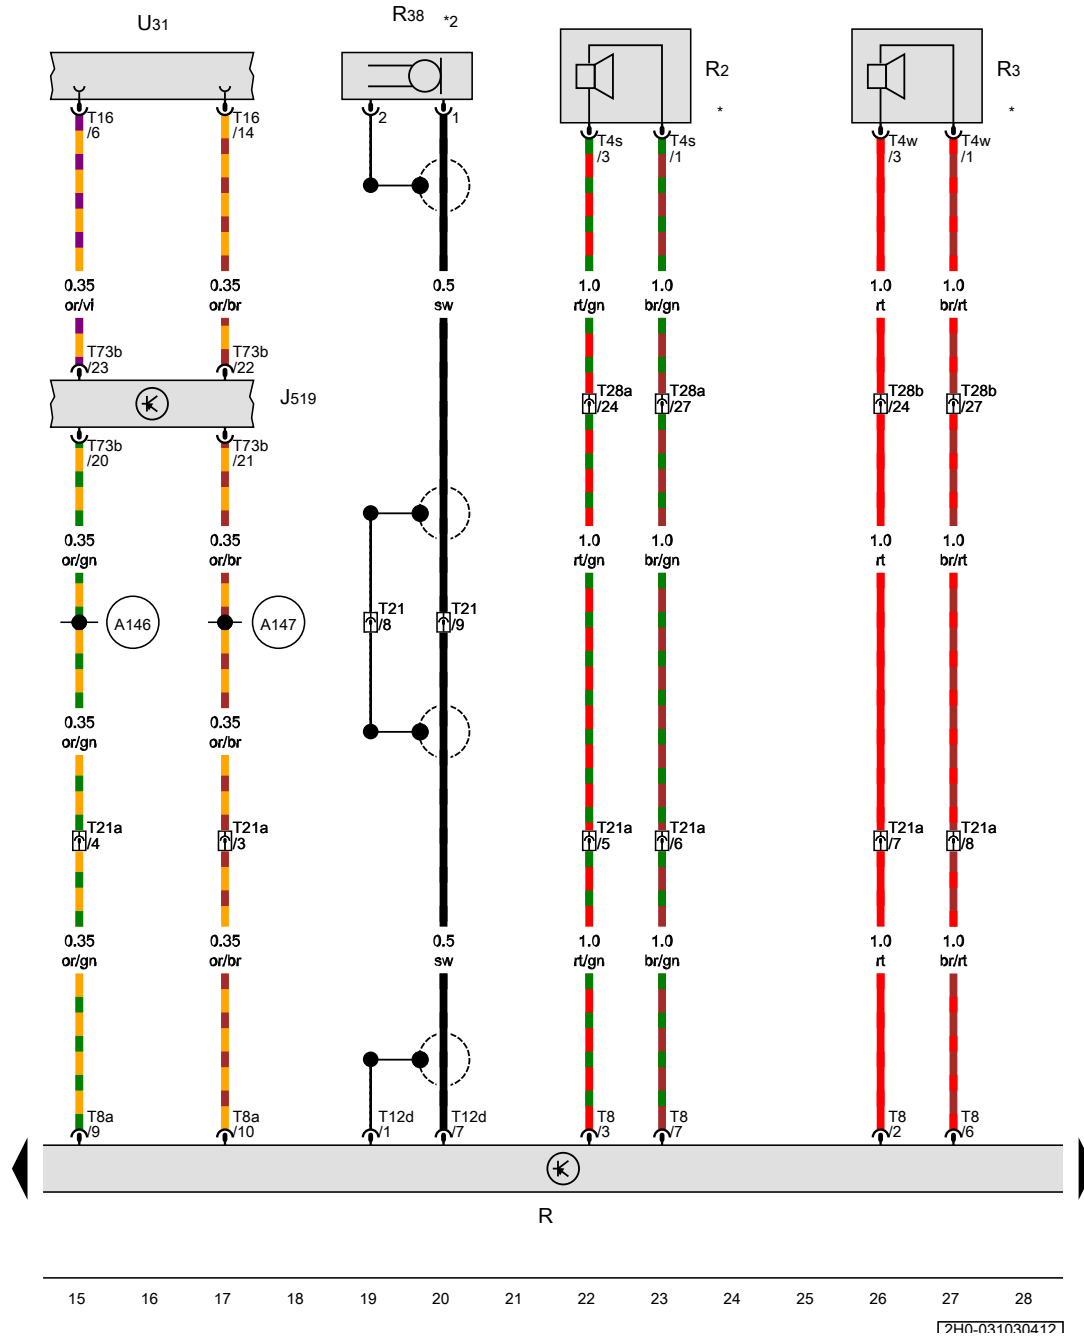 U31
R38 *2
R2
*
R3
*
T16
/6
T16
/14
2
1
T4s
/3
T4s
/1
T4w
/3
T4w
/1
0.35
or/vi
0.35
or/br
0.5
sw
1.0
rt/gn
1.0
br/gn
1.0
rt
1.0
br/rt
T73b
/23
T73b
/22
J519
T28a
/24
T28a
/27
T28b
/24
T28b
/27
T73b
/20
T73b
/21
0.35
or/gn
0.35
or/br
1.0
rt/gn
1.0
br/gn
1.0
rt
1.0
br/rt
A146
A147
T21
/8
T21
/9
0.35
or/gn
0.35
or/br
T21a
/4
T21a
/3
T21a
/5
T21a
/6
T21a
/7
T21a
/8
0.35
or/gn
0.35
or/br
0.5
sw
1.0
rt/gn
1.0
br/gn
1.0
rt
1.0
br/rt
T8a
/9
T8a
/10
T12d
/1
T12d
/7
T8
/3
T8
/7
T8
/2
T8
/6
R
15 16 17 18 19 20 21 22 23 24 25 26 27 28
2H0-031030412